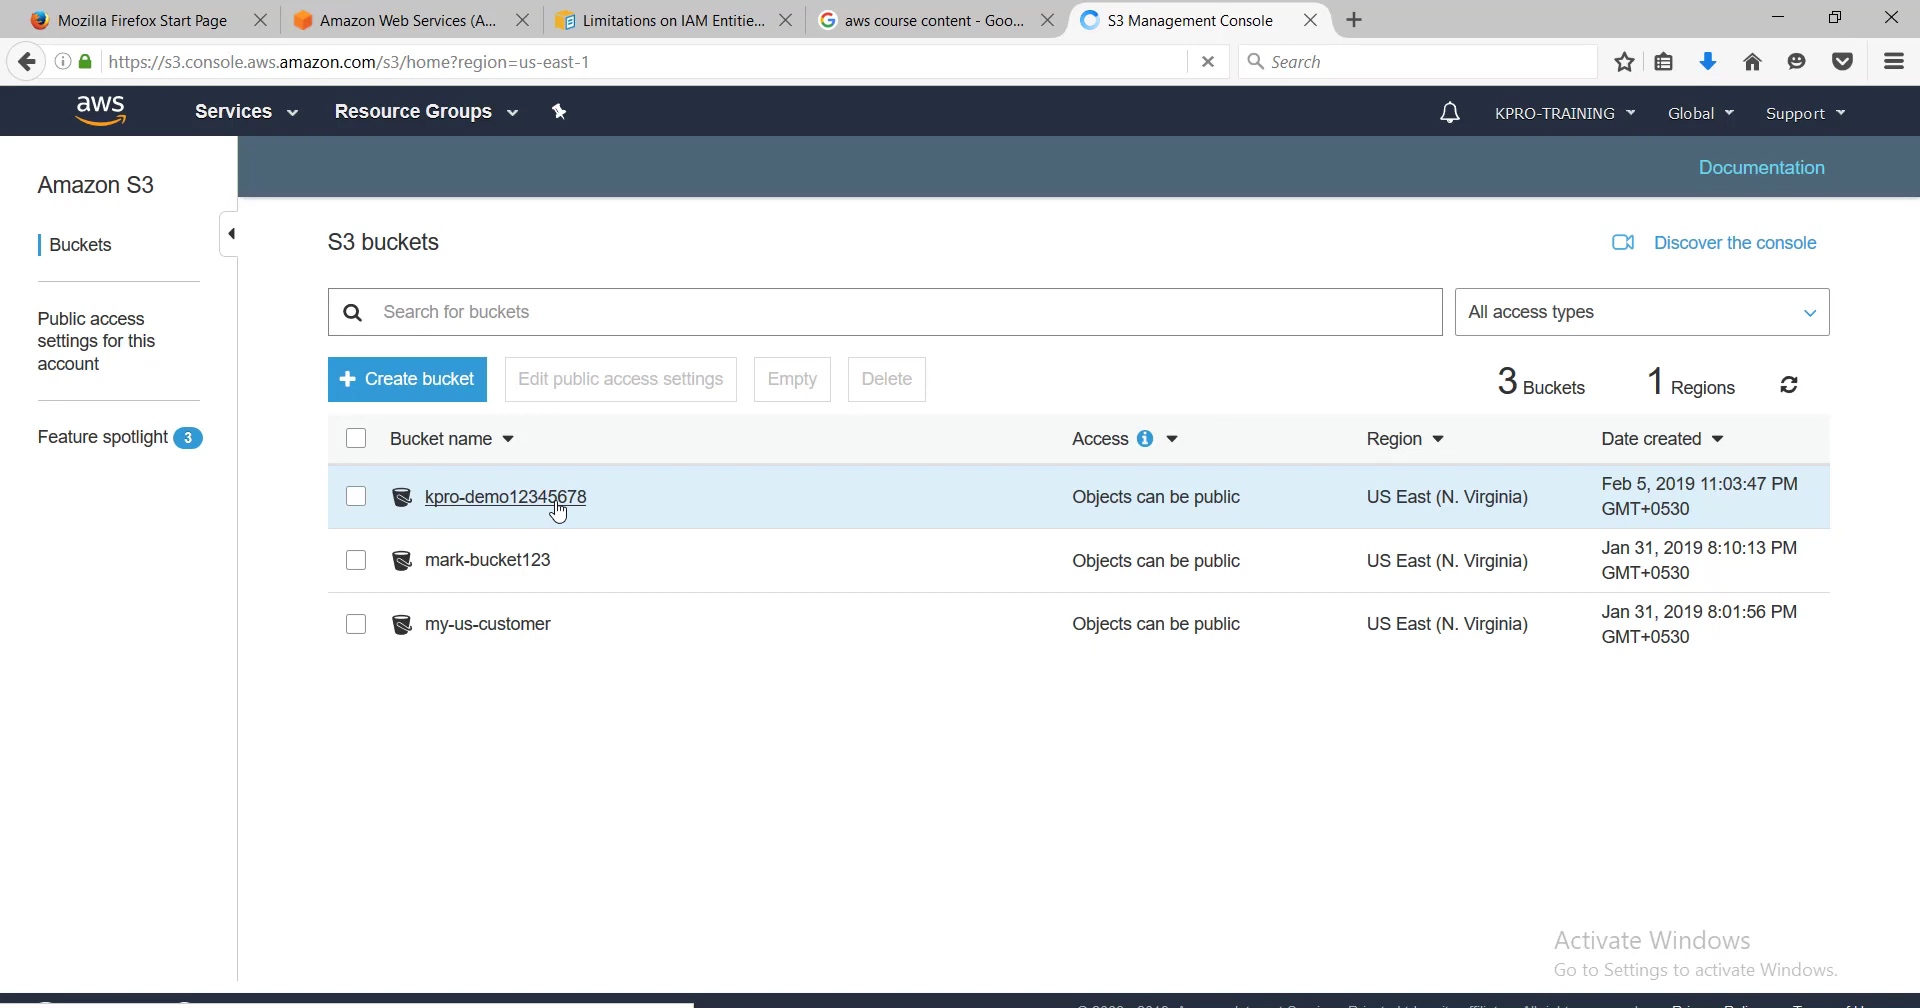 Mozilla Firefox Start Page
Amazon Web Services (A...
Limitations on IAM Entitie...
aws course content - Goo...
S3 Management Console
https://s3.console.aws.amazon.com/s3/home?region=us-east-1
Search
aws
Services
Resource Groups
KPRO-TRAINING
Global
Support
Amazon S3
Buckets
Public access
settings for this
account
Feature spotlight 3
Documentation
S3 buckets
Discover the console
Search for buckets
All access types
Create bucket
Edit public access settings
Empty
Delete
3 Buckets
1 Regions
Bucket name Access Region Date created
kpro-demo12345678 Objects can be public US East (N. Virginia) Feb 5, 2019 11:03:47 PM
GMT+0530
mark-bucket123 Objects can be public US East (N. Virginia) Jan 31, 2019 8:10:13 PM
GMT+0530
my-us-customer Objects can be public US East (N. Virginia) Jan 31, 2019 8:01:56 PM
GMT+0530
Activate Windows
Go to Settings to activate Windows.